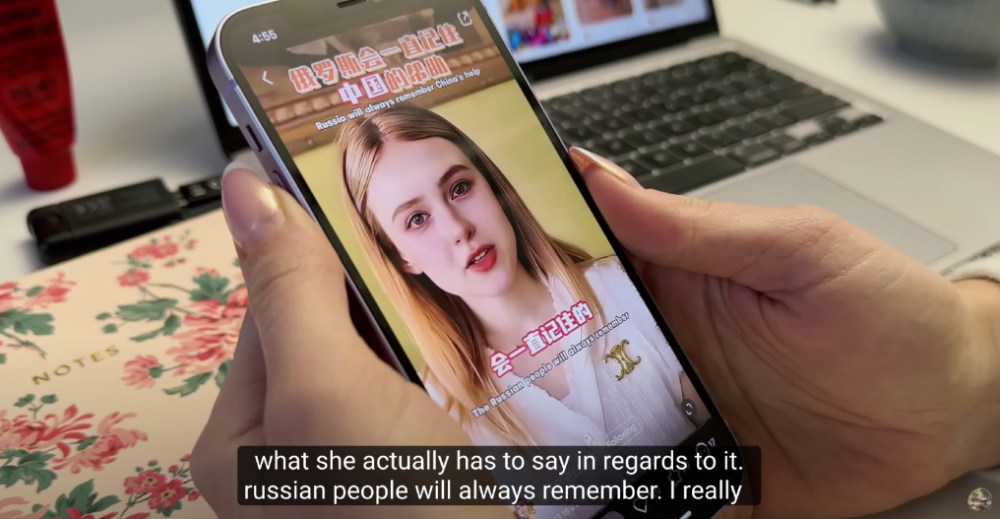 4:55
俄罗斯会一直记住
中国的帮助
Russia will always remember China's help
会一直记住的
The Russian people will always remember
Following
NOTES
what she actually has to say in regards to it.
russian people will always remember. I really